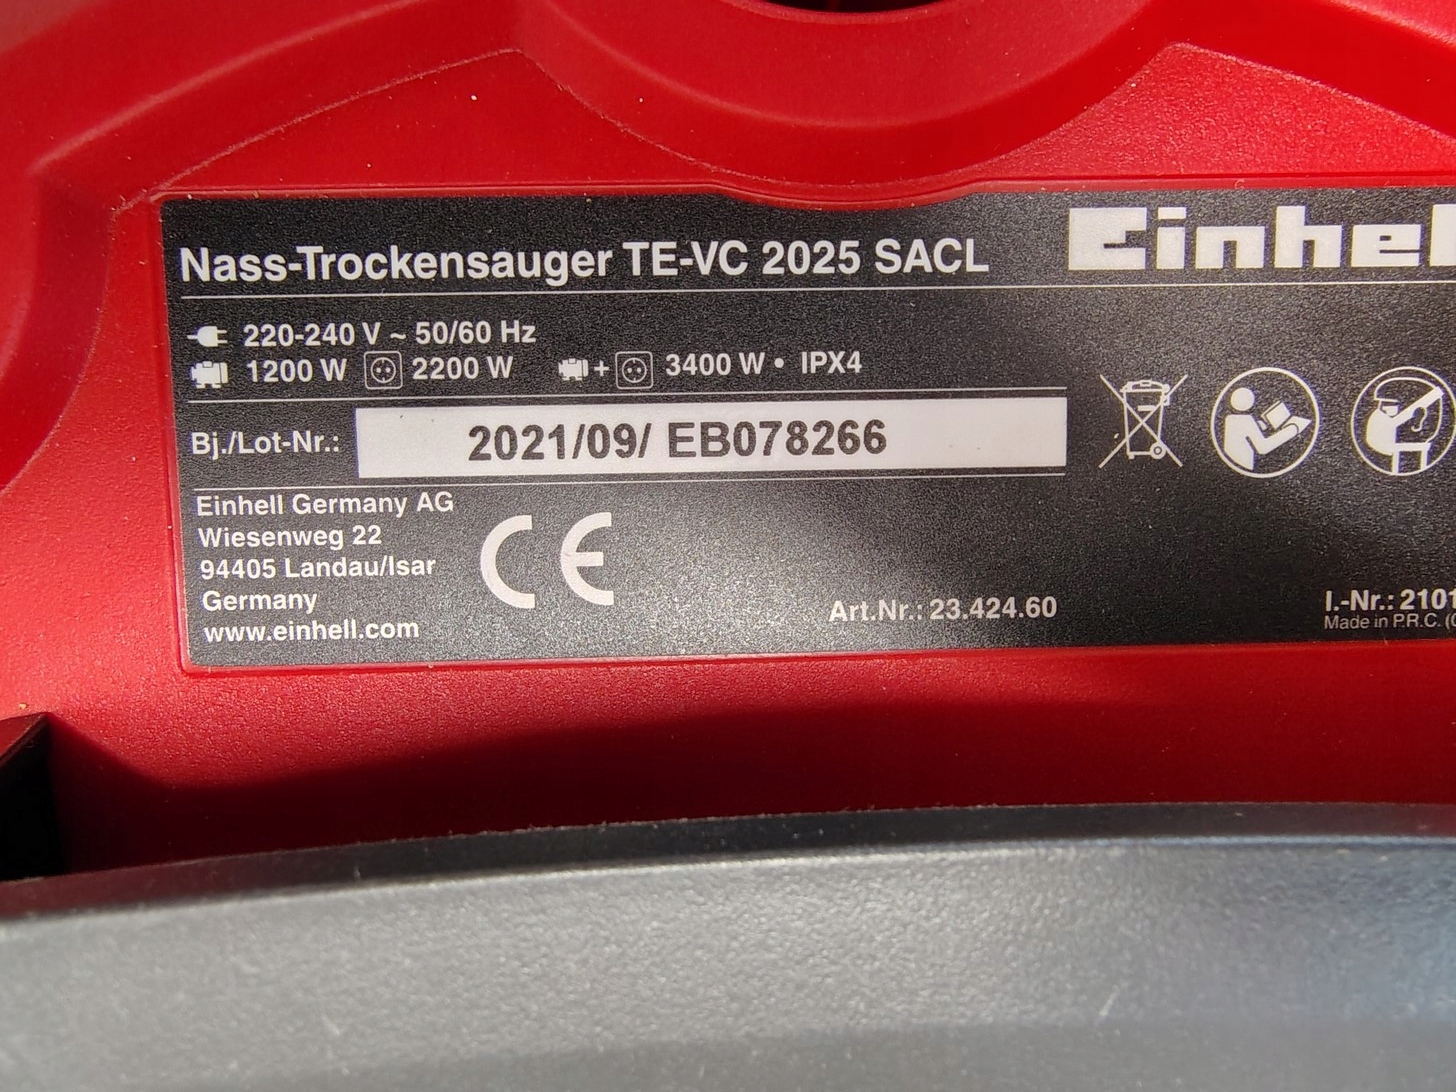 Nass-Trockensauger TE-VC 2025 SACL
Einhell
220-240 V ~ 50/60 Hz
1200 W 2200 W + 3400 W • IPX4
Bj./Lot-Nr.: 2021/09/ EB078266
Einhell Germany AG
Wiesenweg 22
94405 Landau/Isar
Germany
www.einhell.com
CE
Art.Nr.: 23.424.60
I.-Nr.: 2101
Made in P.R.C.